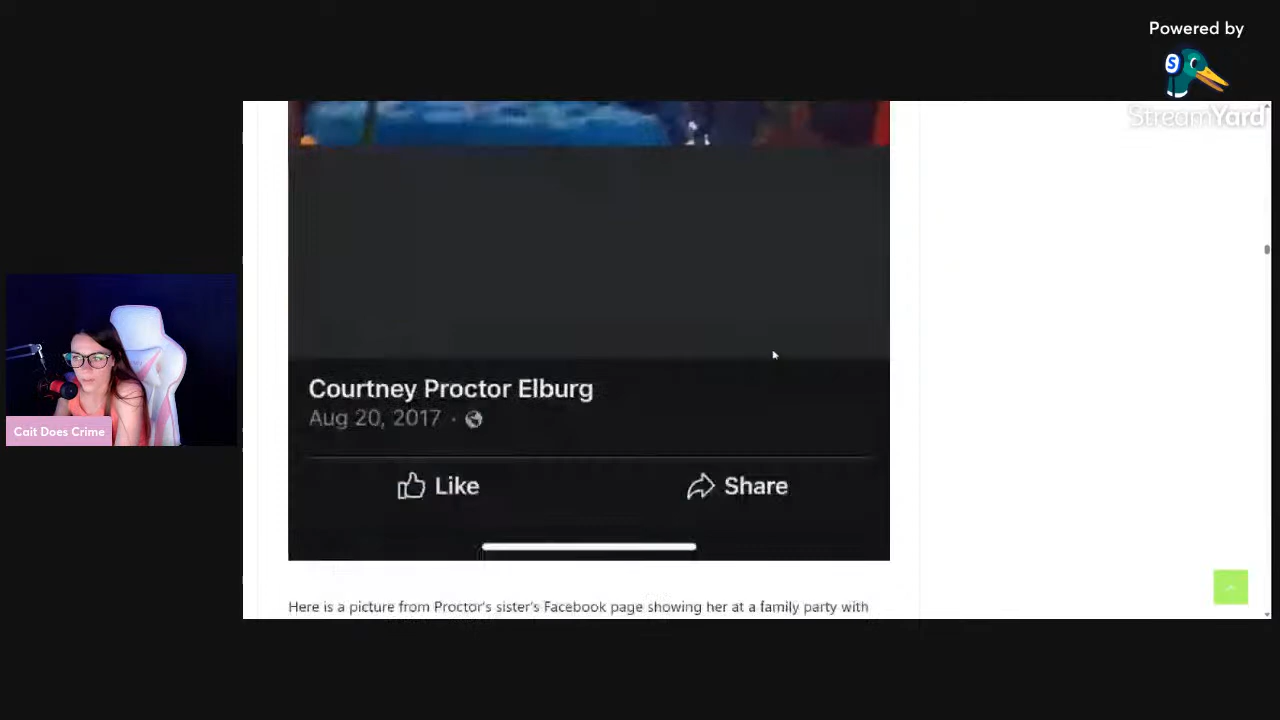 Powered by
StreamYard
Courtney Proctor Elburg
Aug 20, 2017 ·
Like
Share
Cait Does Crime
Here is a picture from Proctor's sister's Facebook page showing her at a family party with